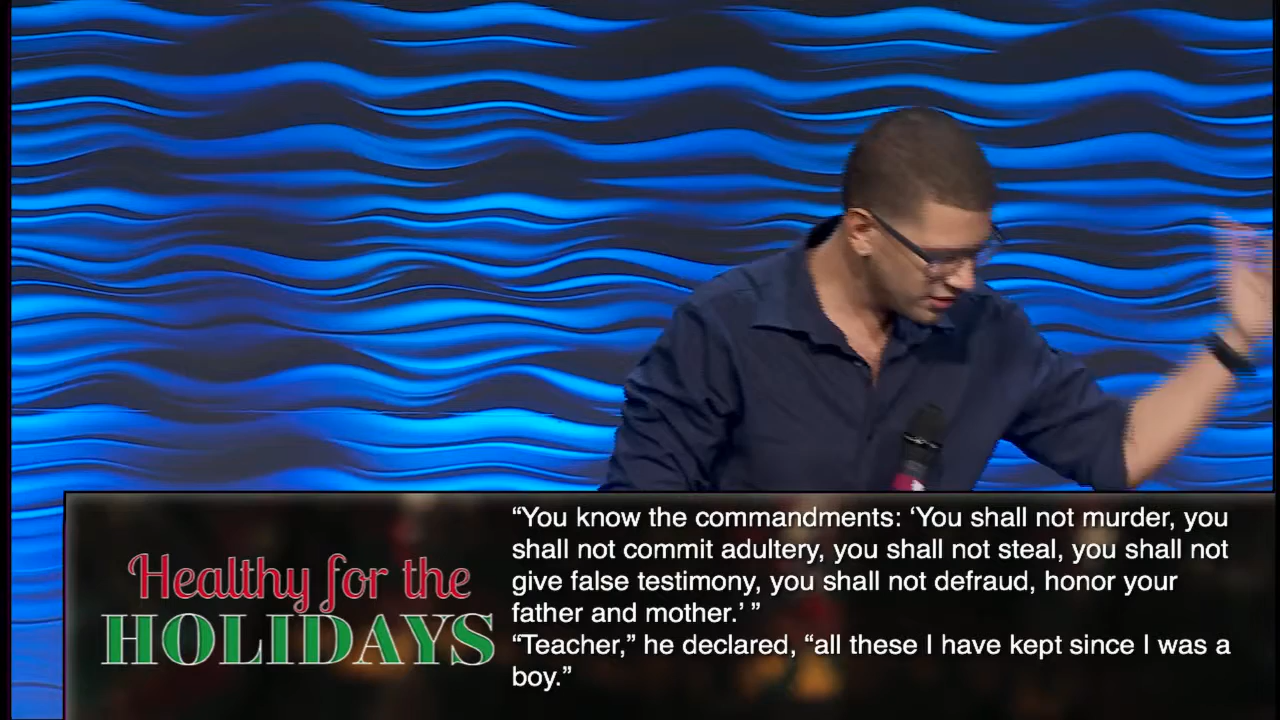 Healthy for the
HOLIDAYS
“You know the commandments: ‘You shall not murder, you
shall not commit adultery, you shall not steal, you shall not
give false testimony, you shall not defraud, honor your
father and mother.’ ”
“Teacher,” he declared, “all these I have kept since I was a
boy.”